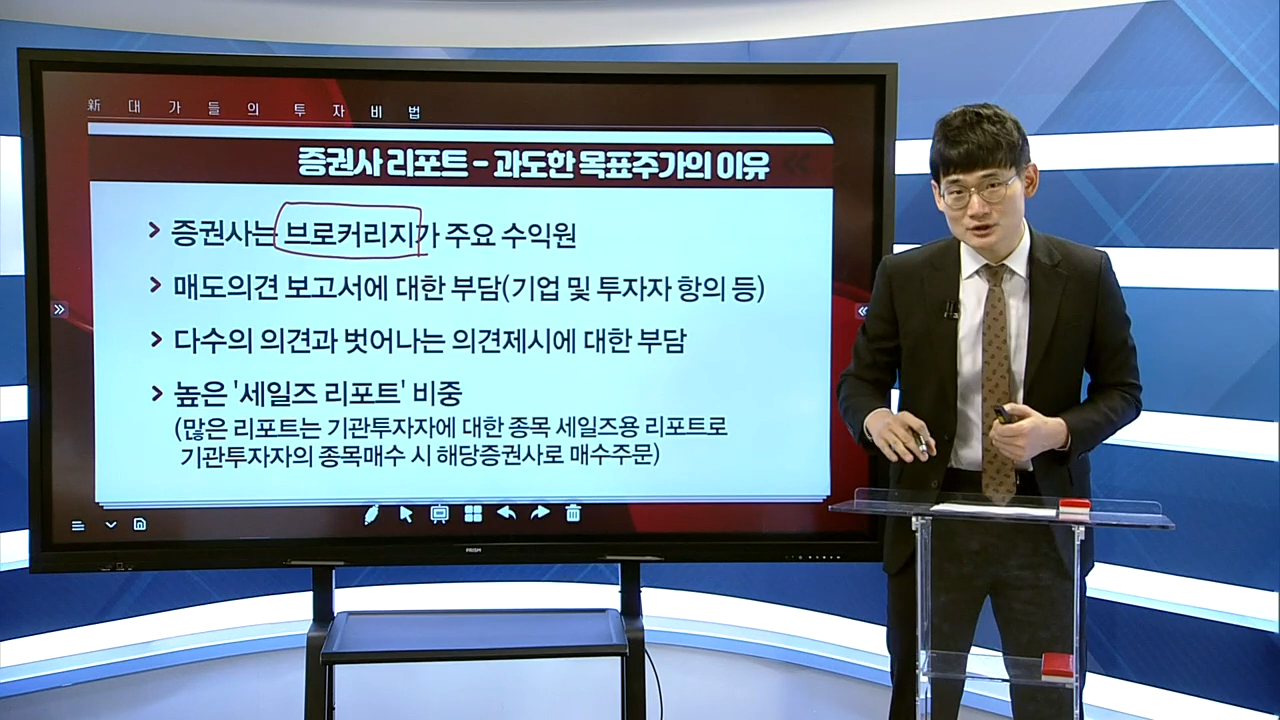 新 대 가 들 의 투 자 비 법
증권사 리포트 - 과도한 목표주가의 이유
증권사는 브로커리지가 주요 수익원
매도의견 보고서에 대한 부담(기업 및 투자자 항의 등)
다수의 의견과 벗어나는 의견제시에 대한 부담
높은 '세일즈 리포트' 비중
(많은 리포트는 기관투자자에 대한 종목 세일즈용 리포트로
기관투자자의 종목매수 시 해당증권사로 매수주문)
PRISM